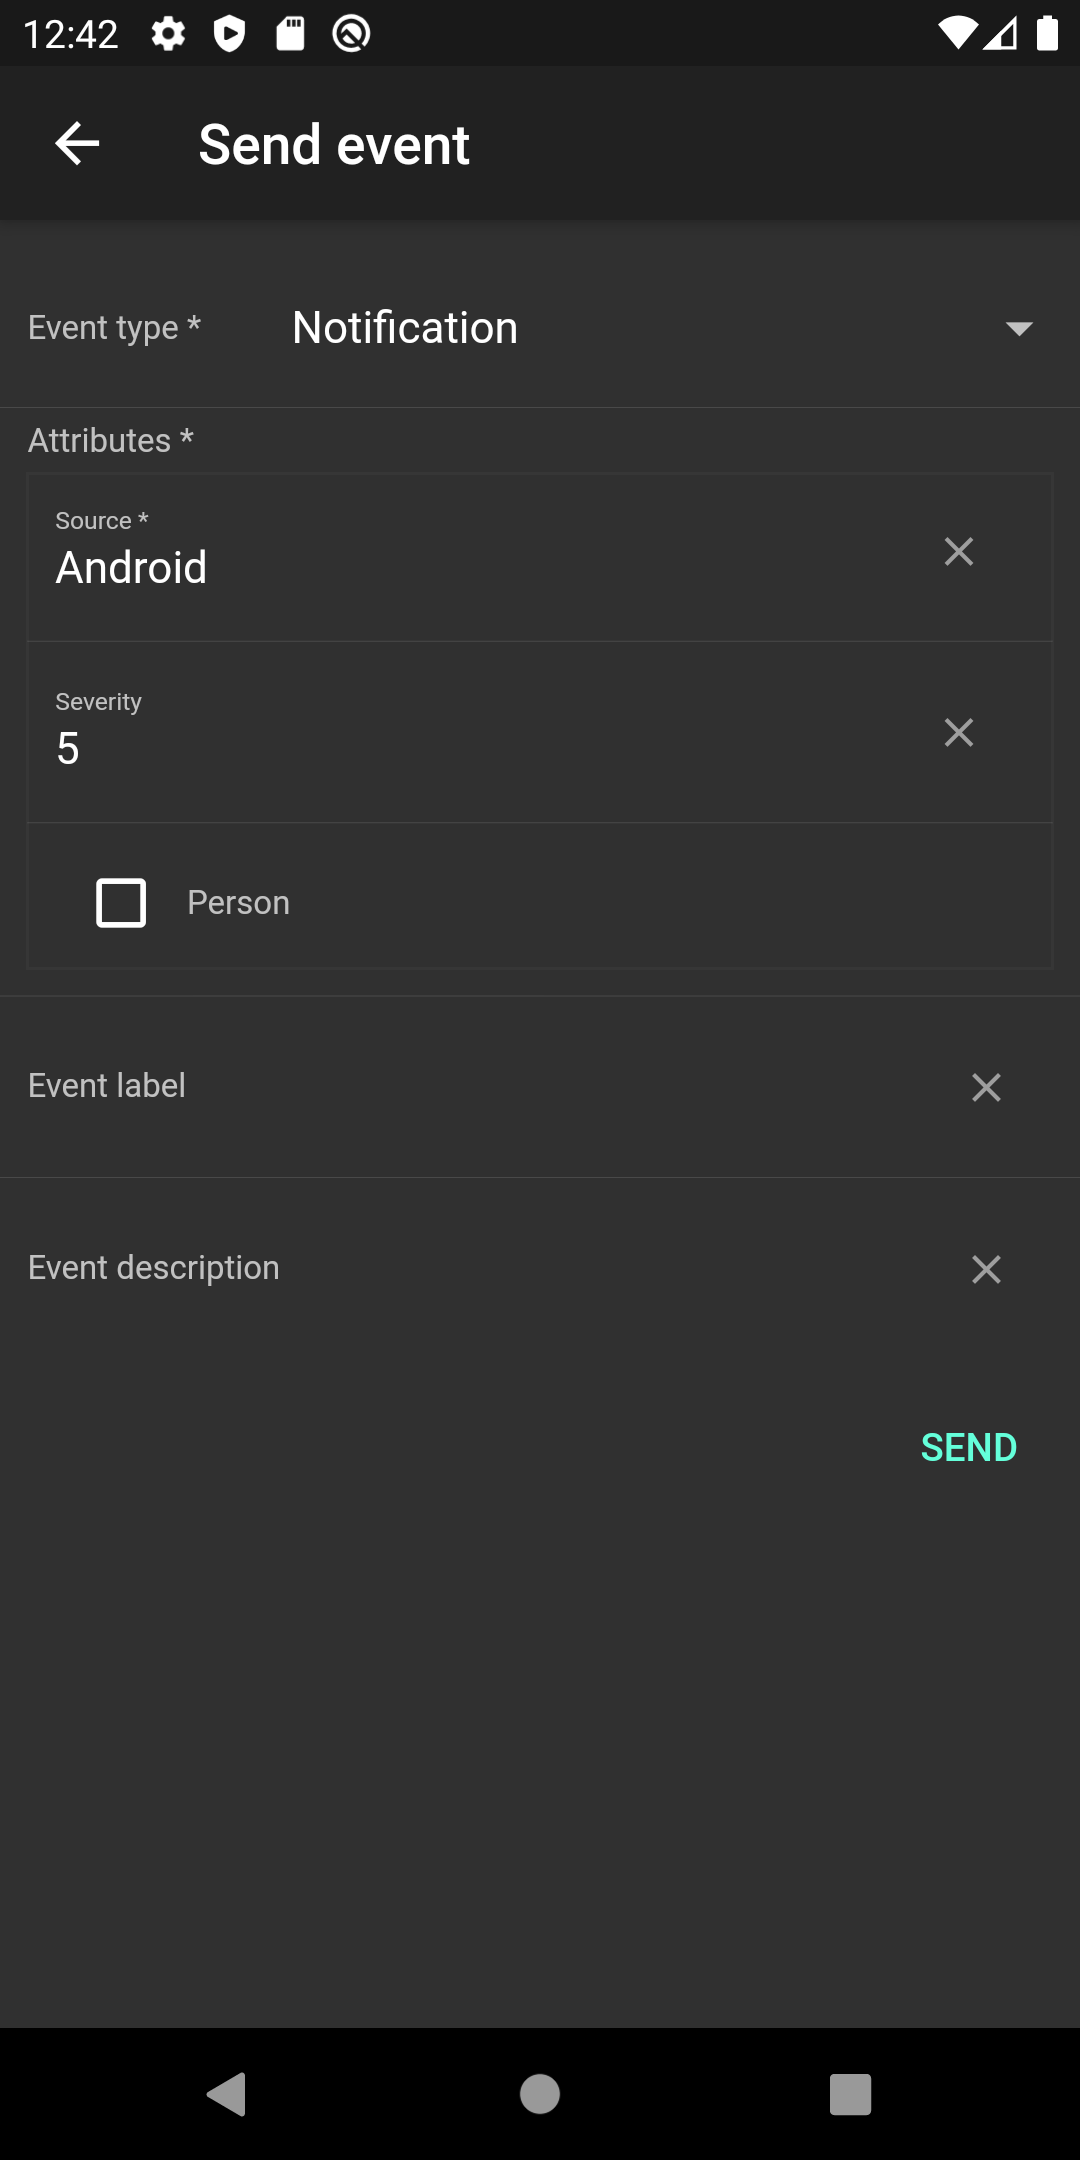 12:42
Send event
Event type *
Notification
Attributes *
Source *
Android
Severity
5
Person
Event label
Event description
SEND